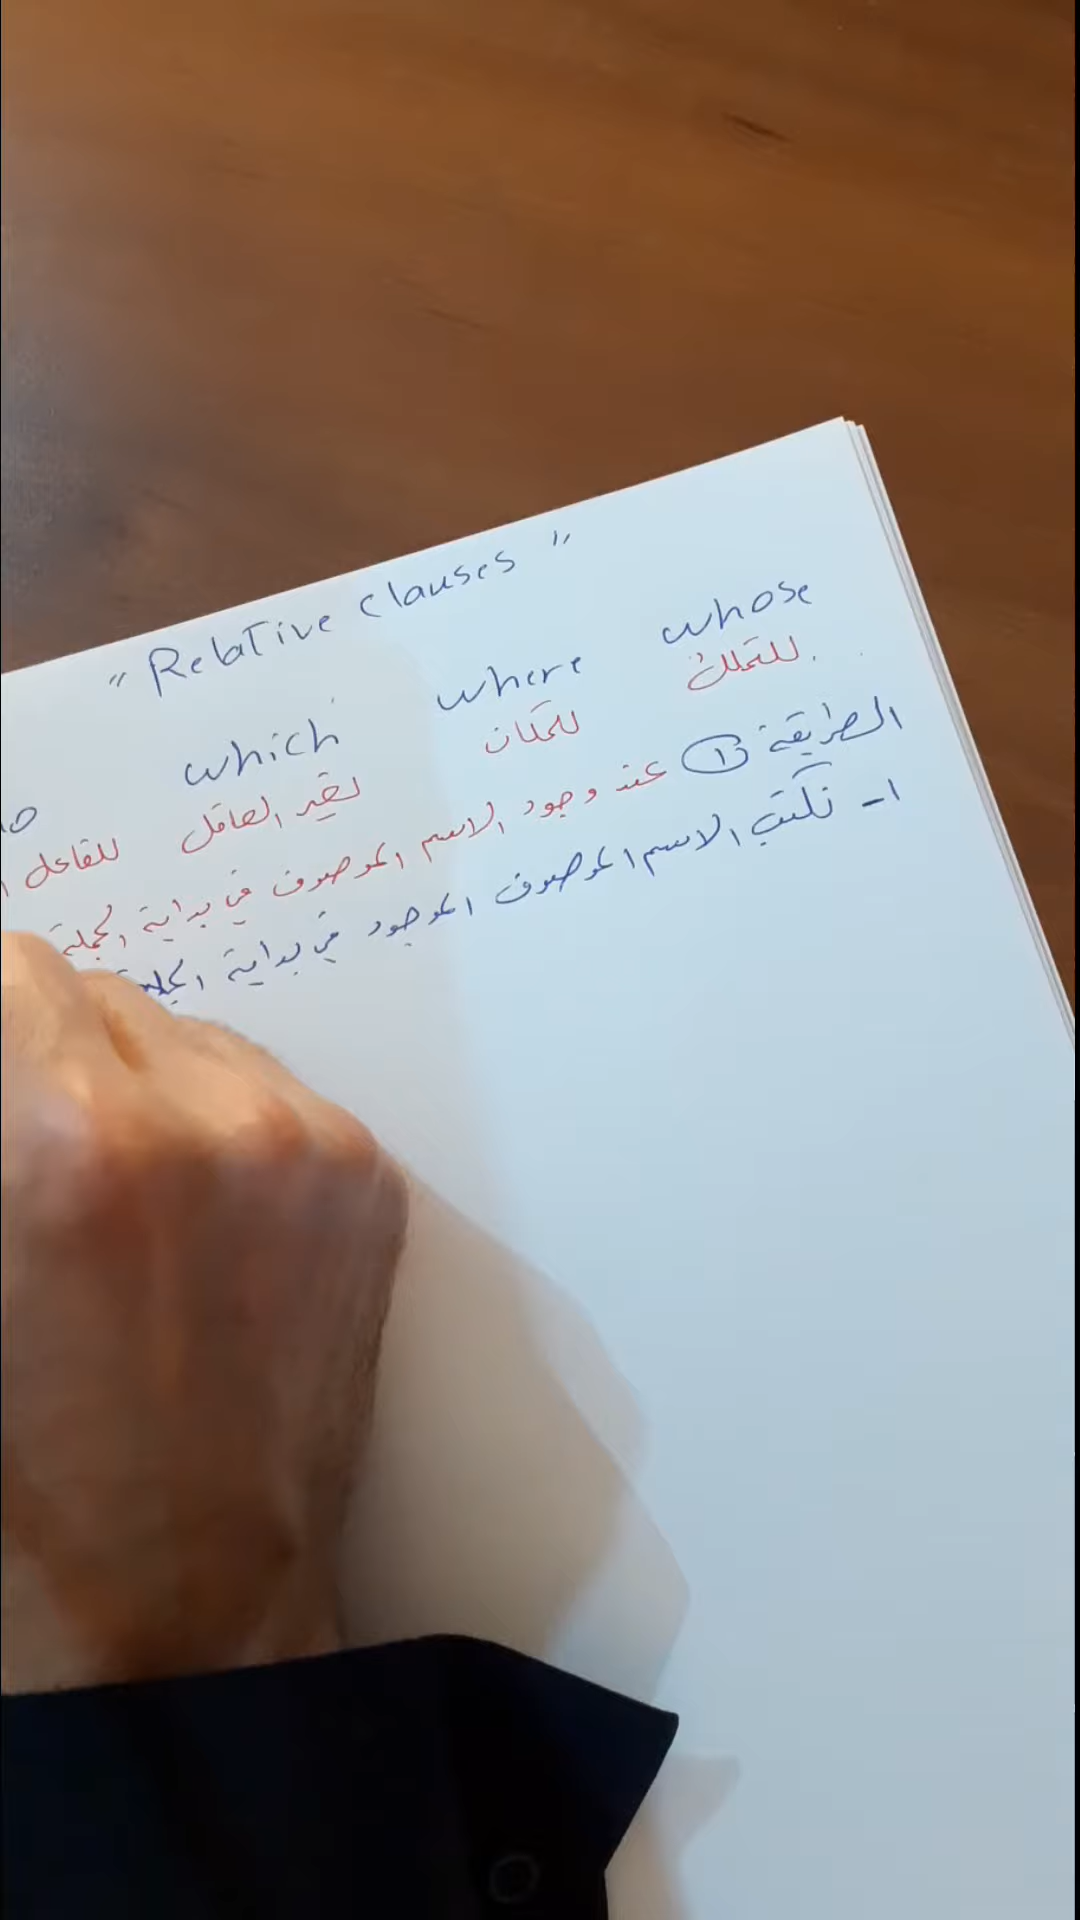 " Relative Clauses "
which where whose
للفاعل لغير العاقل للمكان للتملك
الطريقة ① عند وجود الاسم الموصوف في بداية الجملة
١- نكتب الاسم الموصوف الموجود في بداية الجملة